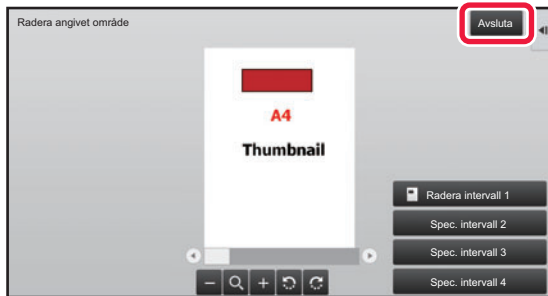 Radera angivet område
Avsluta
A4
Thumbnail
Radera intervall 1
Spec. intervall 2
Spec. intervall 3
Spec. intervall 4